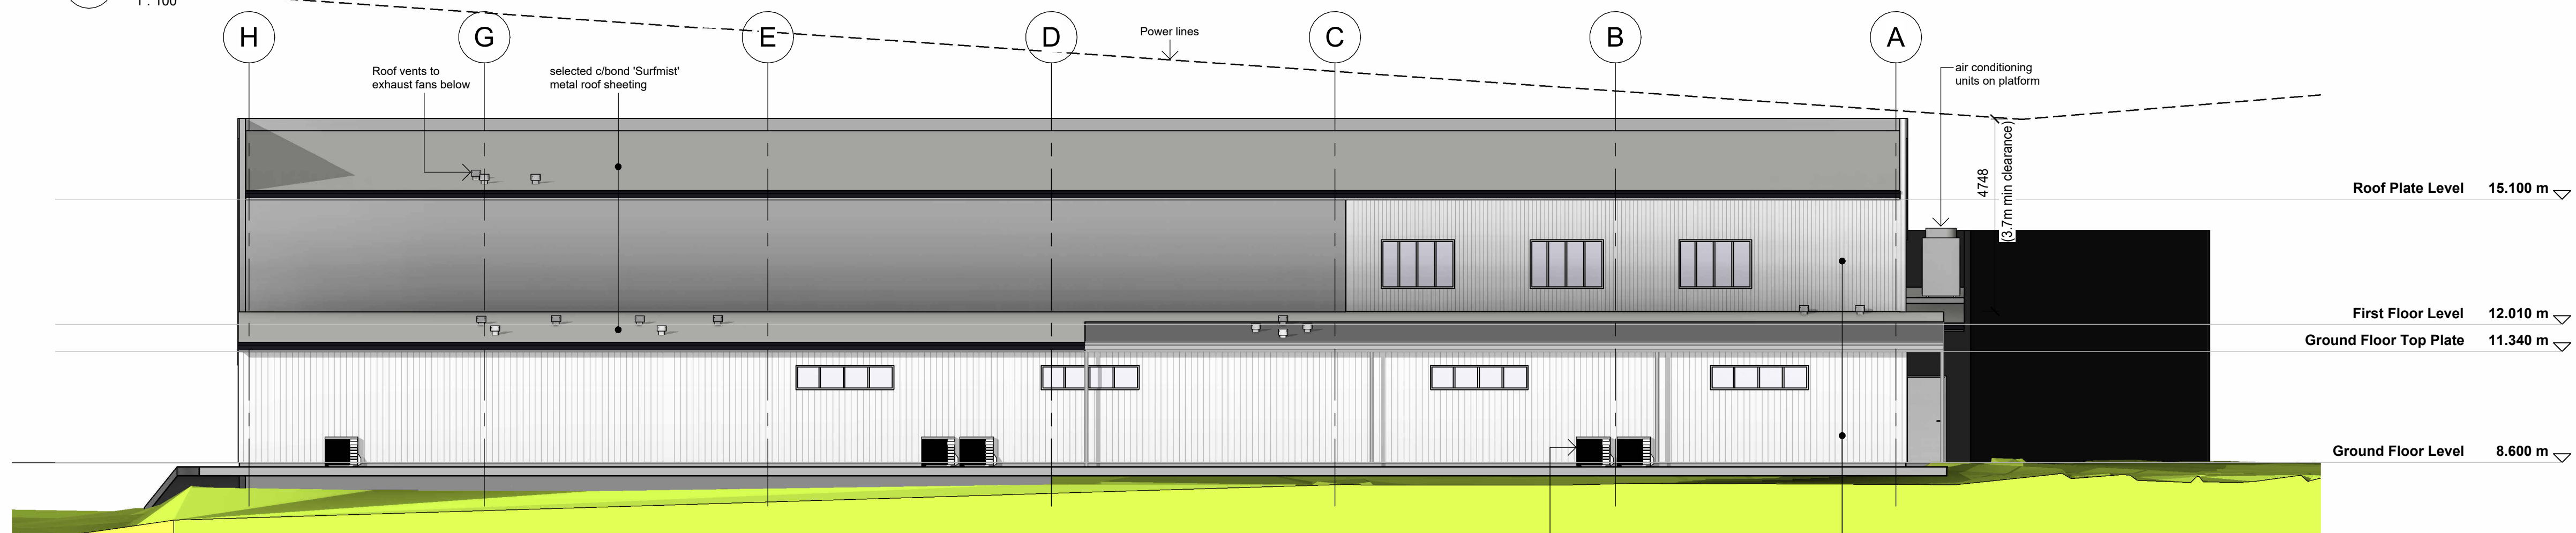 1 : 100
H
G
E
D
C
B
A
Power lines
Roof vents to
exhaust fans below
selected c/bond 'Surfmist'
metal roof sheeting
air conditioning
units on platform
4748
(3.7m min clearance)
Roof Plate Level 15.100 m
First Floor Level 12.010 m
Ground Floor Top Plate 11.340 m
Ground Floor Level 8.600 m